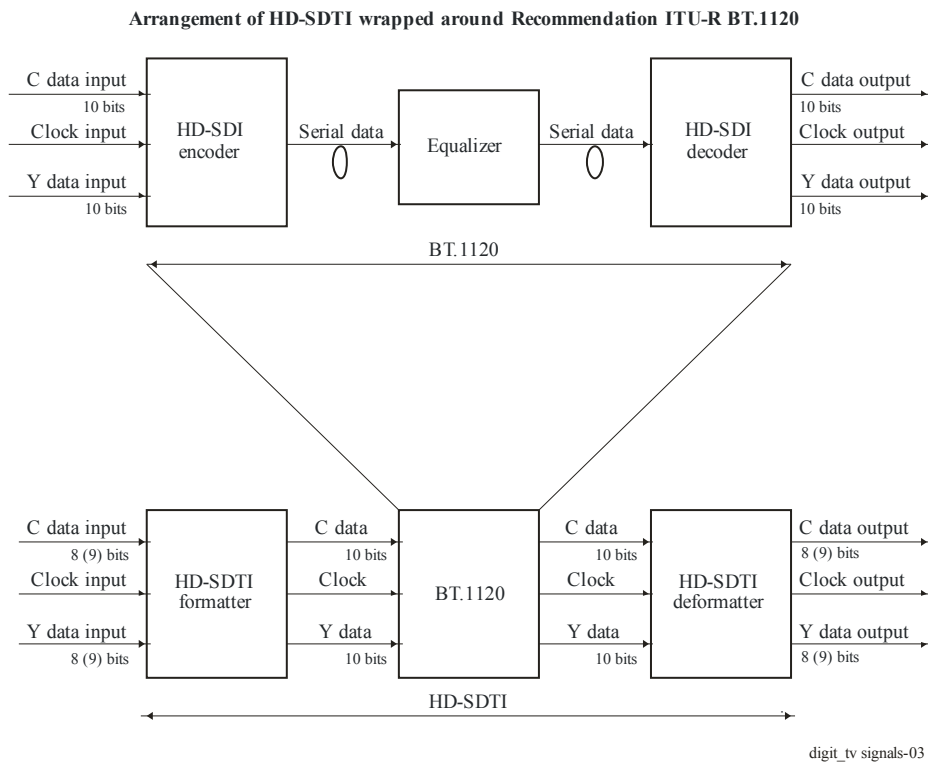 Arrangement of HD-SDTI wrapped around Recommendation ITU-R BT.1120
C data input
10 bits
Clock input
Y data input
10 bits
HD-SDI
encoder
Serial data
Equalizer
Serial data
HD-SDI
decoder
C data output
10 bits
Clock output
Y data output
10 bits
BT.1120
C data input
8 (9) bits
Clock input
Y data input
8 (9) bits
HD-SDTI
formatter
C data
10 bits
Clock
Y data
10 bits
BT.1120
C data
10 bits
Clock
Y data
10 bits
HD-SDTI
deformatter
C data output
8 (9) bits
Clock output
Y data output
8 (9) bits
HD-SDTI
digit_tv signals-03